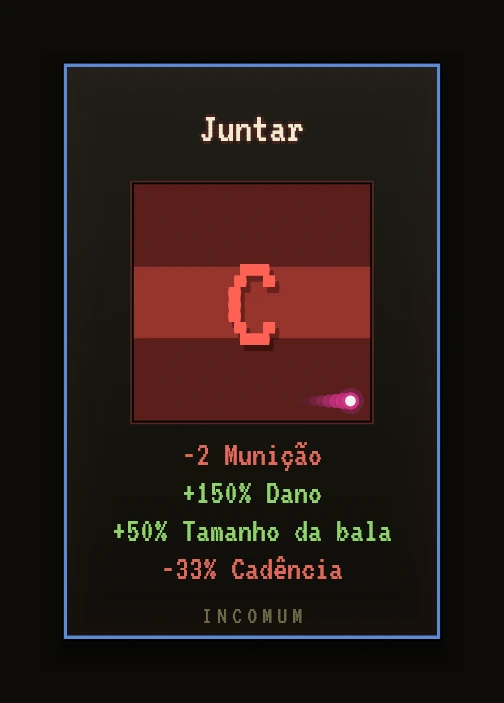 Juntar
C
-2 Munição
+150% Dano
+50% Tamanho da bala
-33% Cadência
INCOMUM